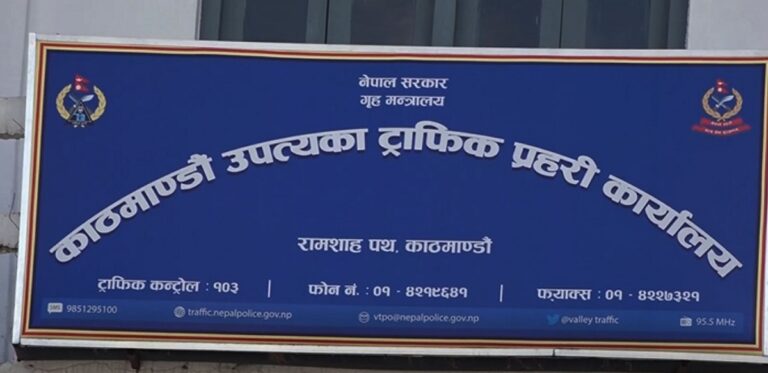 नेपाल सरकार
गृह मन्त्रालय
काठमाण्डौ उपत्यका ट्राफिक प्रहरी कार्यालय
रामशाह पथ, काठमाण्डौ
ट्राफिक कन्ट्रोल : १०३ | फोन नं. : ०१ - ४२१९६४१ | फ्याक्स : ०१ - ४२२७३२१
SMS 9851295100 traffic.nepalpolice.gov.np vtpo@nepalpolice.gov.np @valley traffic 95.5 MHz